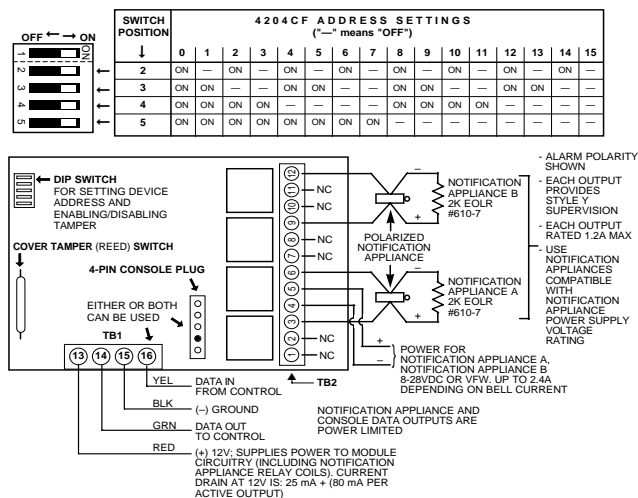 SWITCH POSITION
4204CF ADDRESS SETTINGS
("—" means "OFF")
OFF ← → ON
ON
1
2
3
4
5
↓ 0 1 2 3 4 5 6 7 8 9 10 11 12 13 14 15
2 ON — ON — ON — ON — ON — ON — ON — ON —
3 ON ON — — ON ON — — ON ON — — ON ON — —
4 ON ON ON ON — — — — ON ON ON ON — — — —
5 ON ON ON ON ON ON ON ON — — — — — — — —
DIP SWITCH
FOR SETTING DEVICE
ADDRESS AND
ENABLING/DISABLING
TAMPER
COVER TAMPER (REED) SWITCH
4-PIN CONSOLE PLUG
EITHER OR BOTH
CAN BE USED
TB1
13 14 15 16
12
11 NC
10 NC
9
8 NC
7 NC
6
5
4
3
2 NC
1 NC
TB2
–
NOTIFICATION
APPLIANCE B
2K EOLR
#610-7
+
POLARIZED
NOTIFICATION
APPLIANCE
–
NOTIFICATION
APPLIANCE A
2K EOLR
#610-7
+
- ALARM POLARITY
SHOWN
- EACH OUTPUT
PROVIDES
STYLE Y
SUPERVISION
- EACH OUTPUT
RATED 1.2A MAX
- USE
NOTIFICATION
APPLIANCES
COMPATIBLE
WITH
NOTIFICATION
APPLIANCE
POWER SUPPLY
VOLTAGE
RATING
+
–
POWER FOR
NOTIFICATION APPLIANCE A,
NOTIFICATION APPLIANCE B
8-28VDC OR VFW. UP TO 2.4A
DEPENDING ON BELL CURRENT
YEL DATA IN
FROM CONTROL
BLK (–) GROUND
GRN DATA OUT
TO CONTROL
RED (+) 12V; SUPPLIES POWER TO MODULE
CIRCUITRY (INCLUDING NOTIFICATION
APPLIANCE RELAY COILS). CURRENT
DRAIN AT 12V IS: 25 mA + (80 mA PER
ACTIVE OUTPUT)
NOTIFICATION APPLIANCE AND
CONSOLE DATA OUTPUTS ARE
POWER LIMITED